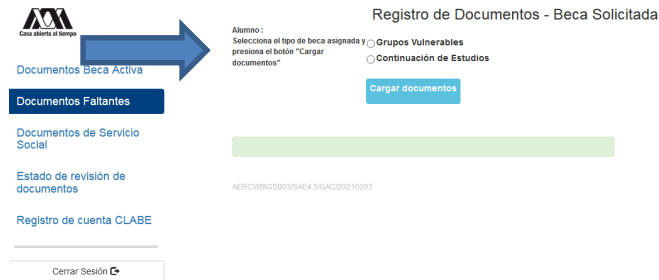 Casa abierta al tiempo
Documentos Beca Activa
Documentos Faltantes
Documentos de Servicio
Social
Estado de revisión de
documentos
Registro de cuenta CLABE
Cerrar Sesión
Registro de Documentos - Beca Solicitada
Alumno :
Selecciona el tipo de beca asignada y
presiona el botón "Cargar
documentos"
Grupos Vulnerables
Continuación de Estudios
Cargar documentos
AERCWBIGS003/SAE4.5/GAC/20210203